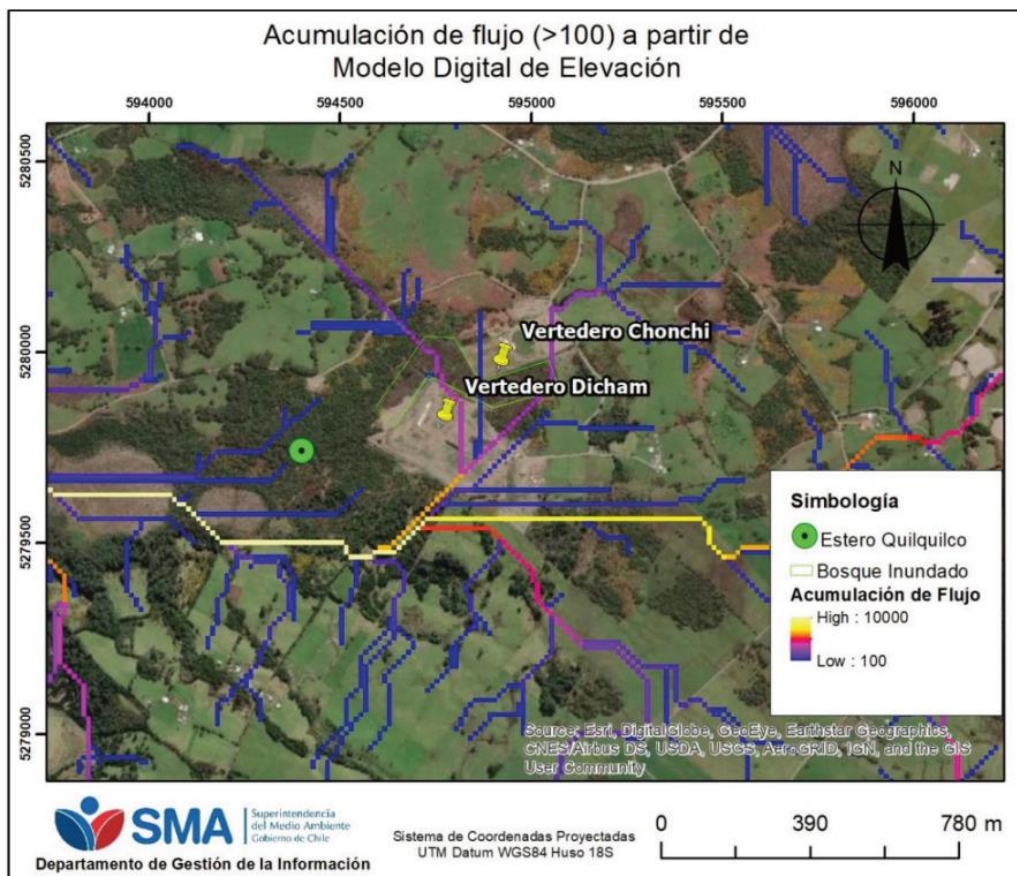 Acumulación de flujo (>100) a partir de
Modelo Digital de Elevación
594000
594500
595000
595500
596000
5280500
5280000
5279500
5279000
N
Vertedero Chonchi
Vertedero Dicham
Simbología
Estero Quilquilco
Bosque Inundado
Acumulación de Flujo
High : 10000
Low : 100
Source: Esri, DigitalGlobe, GeoEye, Earthstar Geographics,
CNES/Airbus DS, USDA, USGS, AeroGRID, IGN, and the GIS
User Community
SMA
Superintendencia
del Medio Ambiente
Gobierno de Chile
Departamento de Gestión de la Información
Sistema de Coordenadas Proyectadas
UTM Datum WGS84 Huso 18S
0
390
780 m